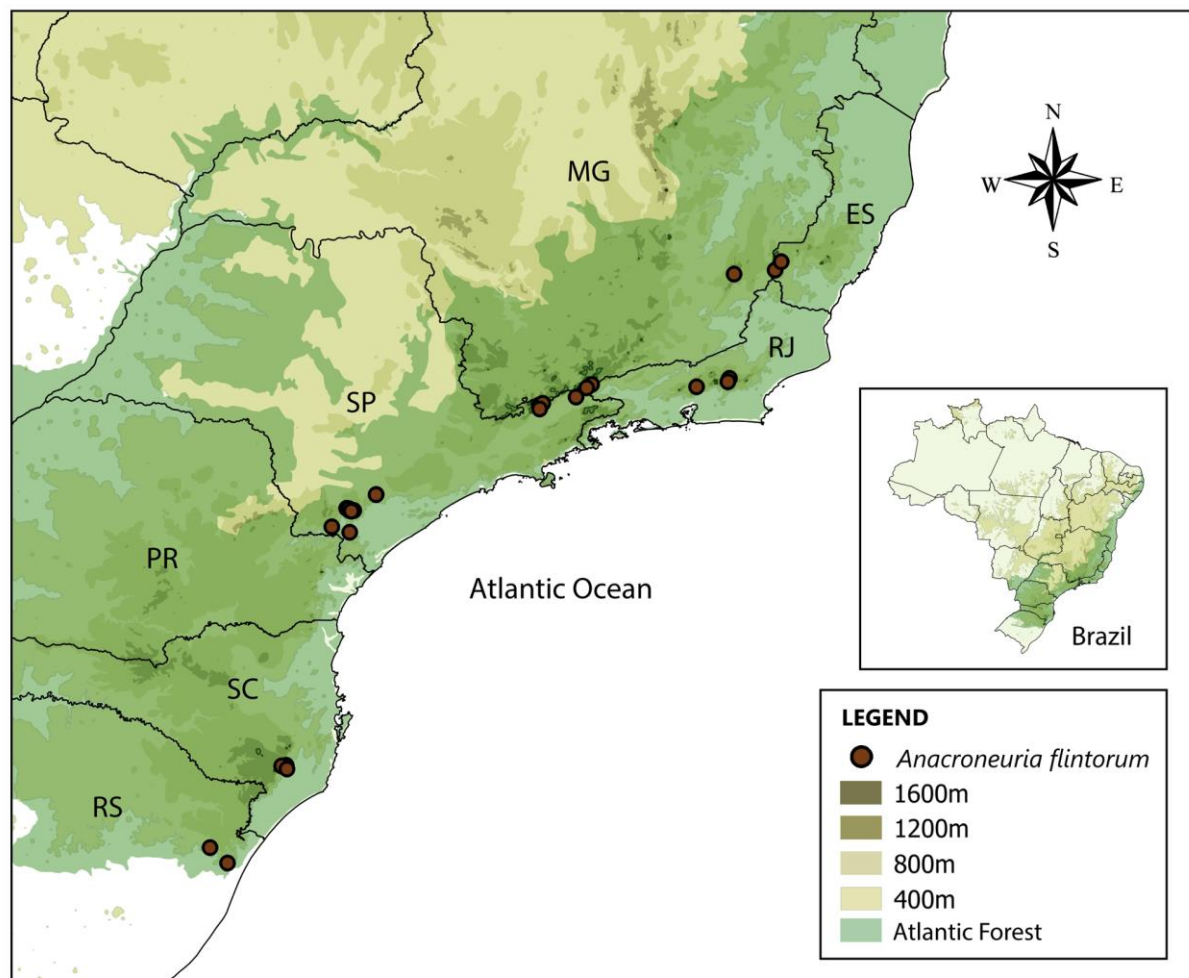 MG
ES
RJ
SP
PR
SC
RS
Atlantic Ocean
N
W E
S
Brazil
LEGEND
Anacroneuria flintorum
1600m
1200m
800m
400m
Atlantic Forest